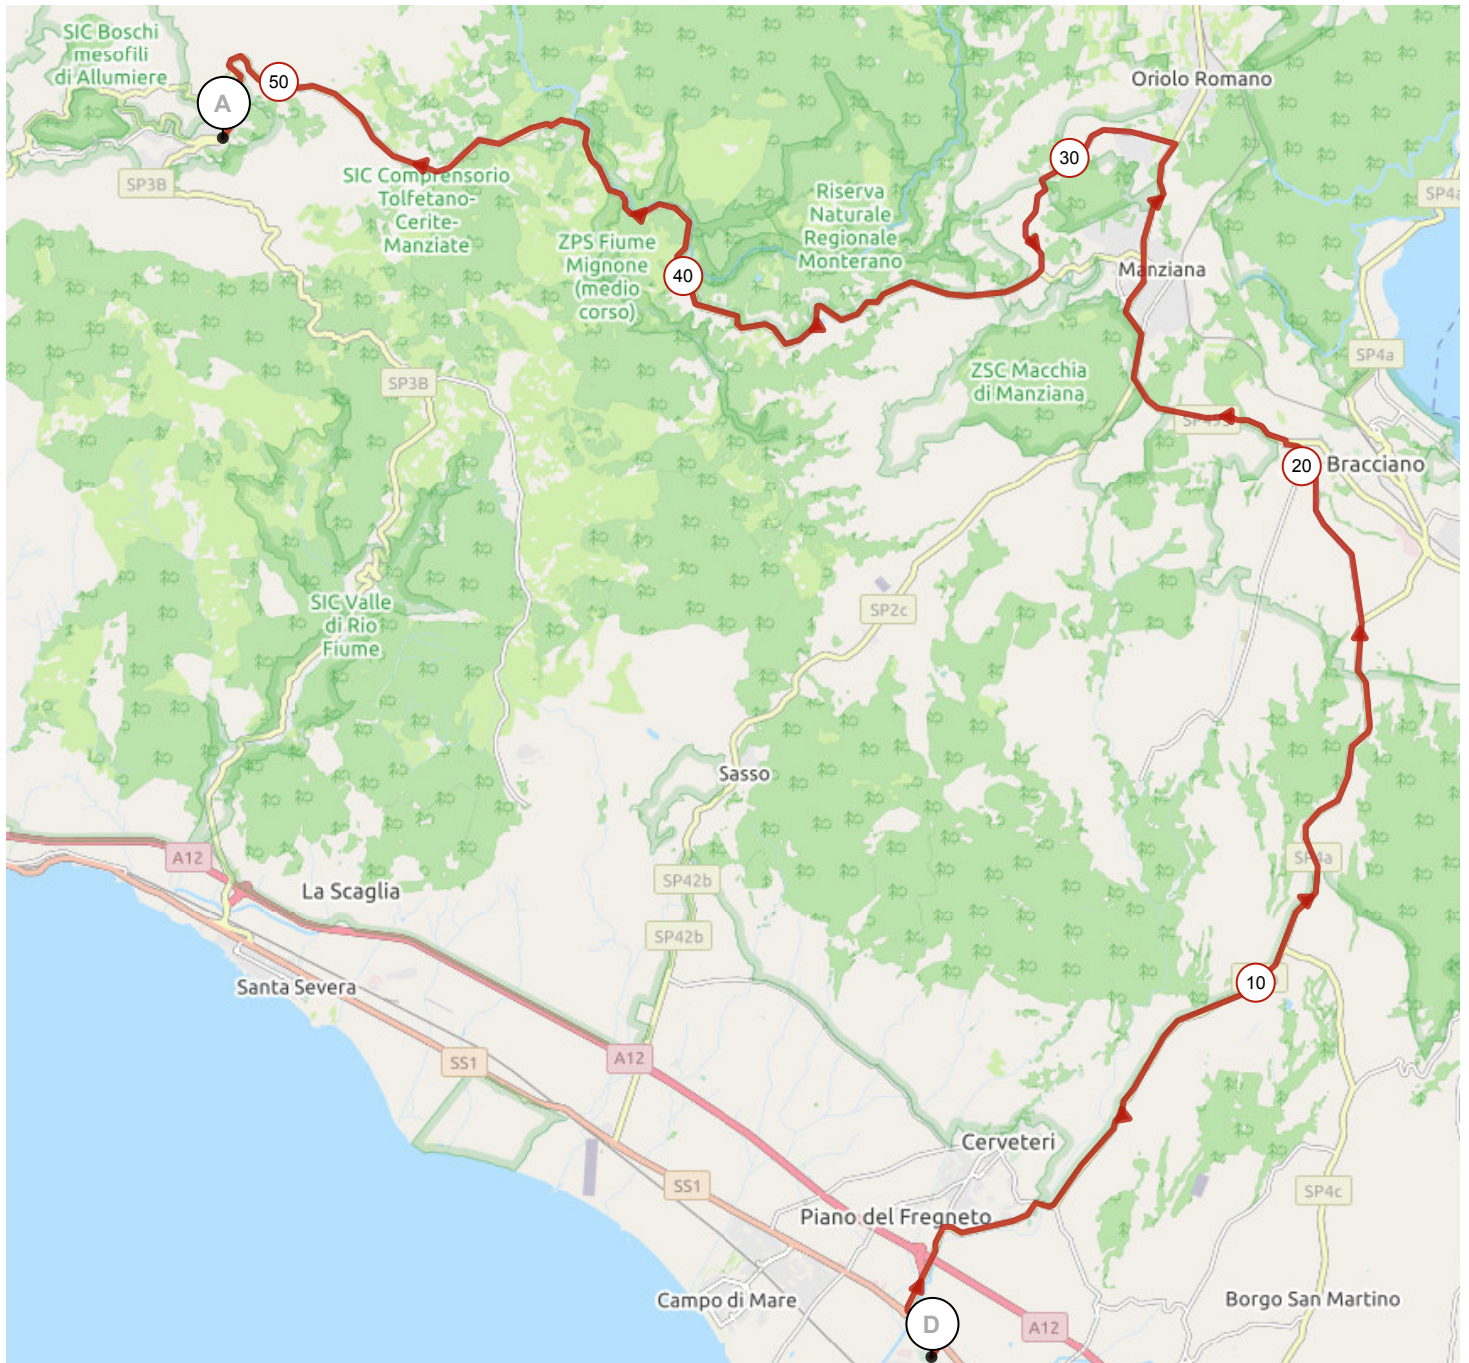 SIC Boschi
mesofili
di Allumiere
50
A
Oriolo Romano
30
SP3B
SIC Comprensorio
Tolfetano-
Cerite-
Manziate
Riserva
Naturale
Regionale
Monterano
SP4a
ZPS Fiume
Mignone
(medio
corso)
40
Manziana
SP4a
SP3B
ZSC Macchia
di Manziana
20
Bracciano
SIC Valle
di Rio
Fiume
SP2c
Sasso
A12
SP4a
La Scaglia
SP42b
SP42b
10
Santa Severa
A12
SS1
Cerveteri
SS1
SP4c
Piano del Fregneto
Campo di Mare
Borgo San Martino
D
A12